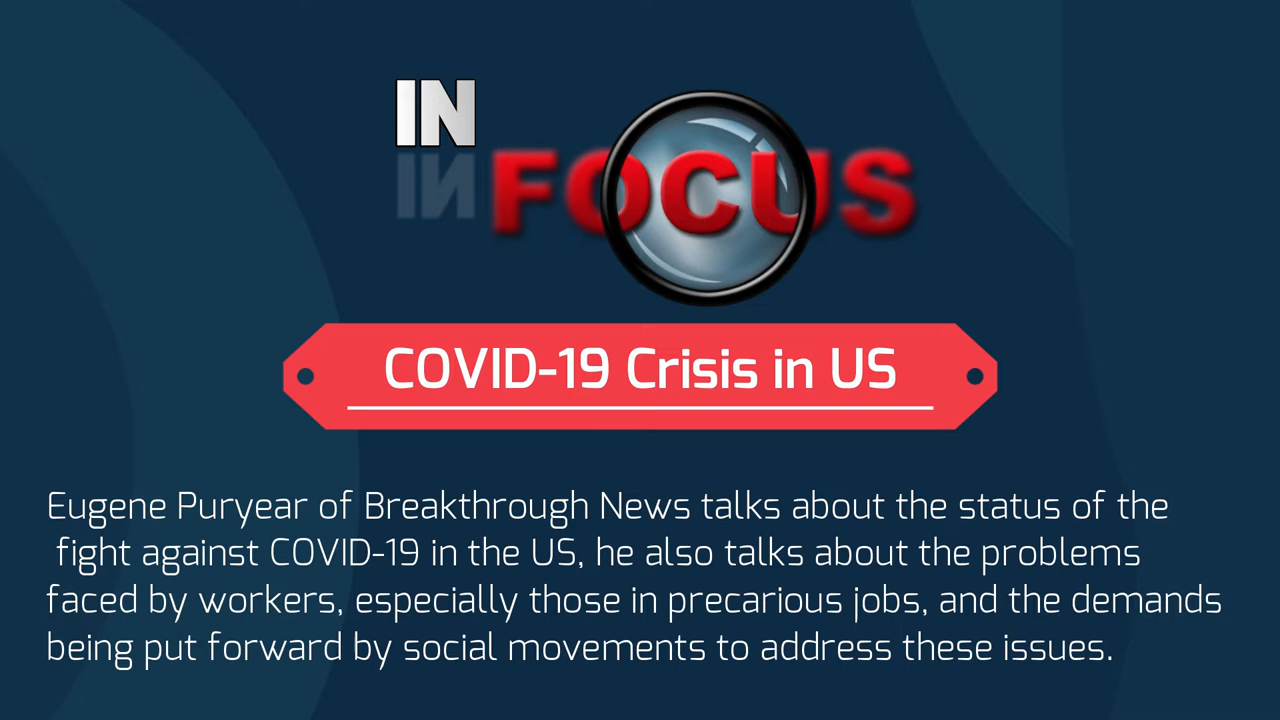 IN
FOCUS
COVID-19 Crisis in US
Eugene Puryear of Breakthrough News talks about the status of the
fight against COVID-19 in the US, he also talks about the problems
faced by workers, especially those in precarious jobs, and the demands
being put forward by social movements to address these issues.